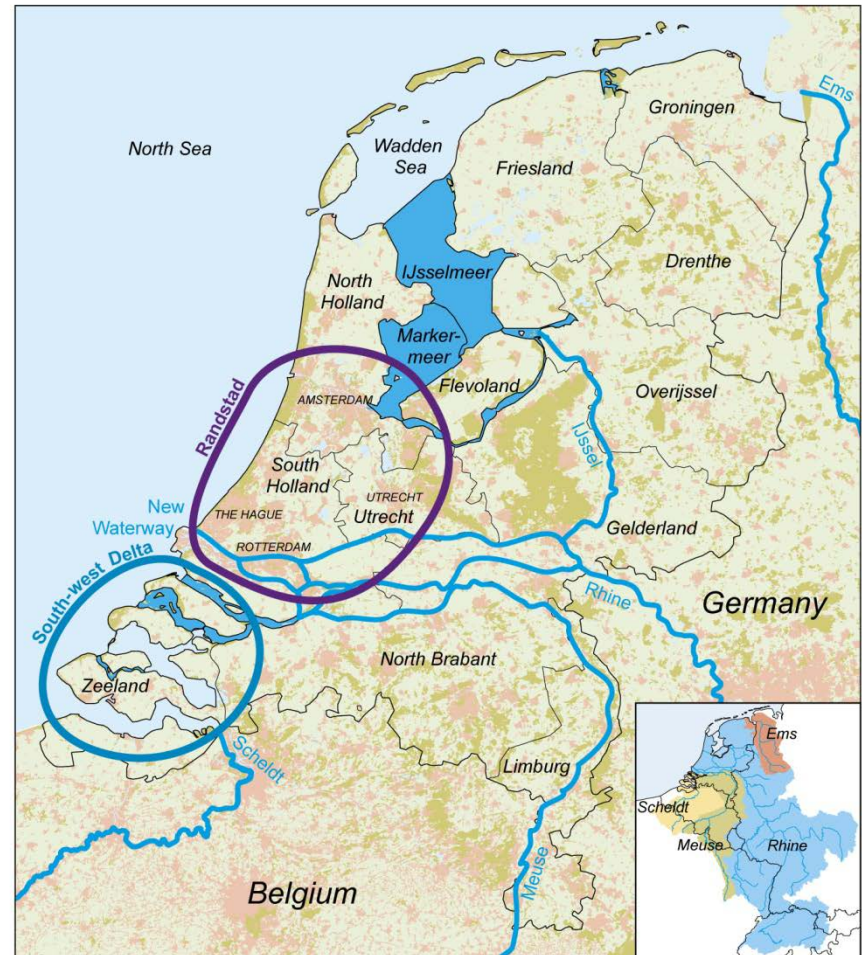 Ems
Groningen
North Sea
Wadden
Sea
Friesland
Drenthe
IJsselmeer
North
Holland
Marker-
meer
Flevoland
Overijssel
Randstad
AMSTERDAM
IJssel
South
Holland
UTRECHT
Utrecht
New
Waterway
THE HAGUE
ROTTERDAM
Gelderland
South-west Delta
Rhine
Germany
North Brabant
Zeeland
Scheldt
Limburg
Meuse
Belgium
Ems
Scheldt
Meuse
Rhine